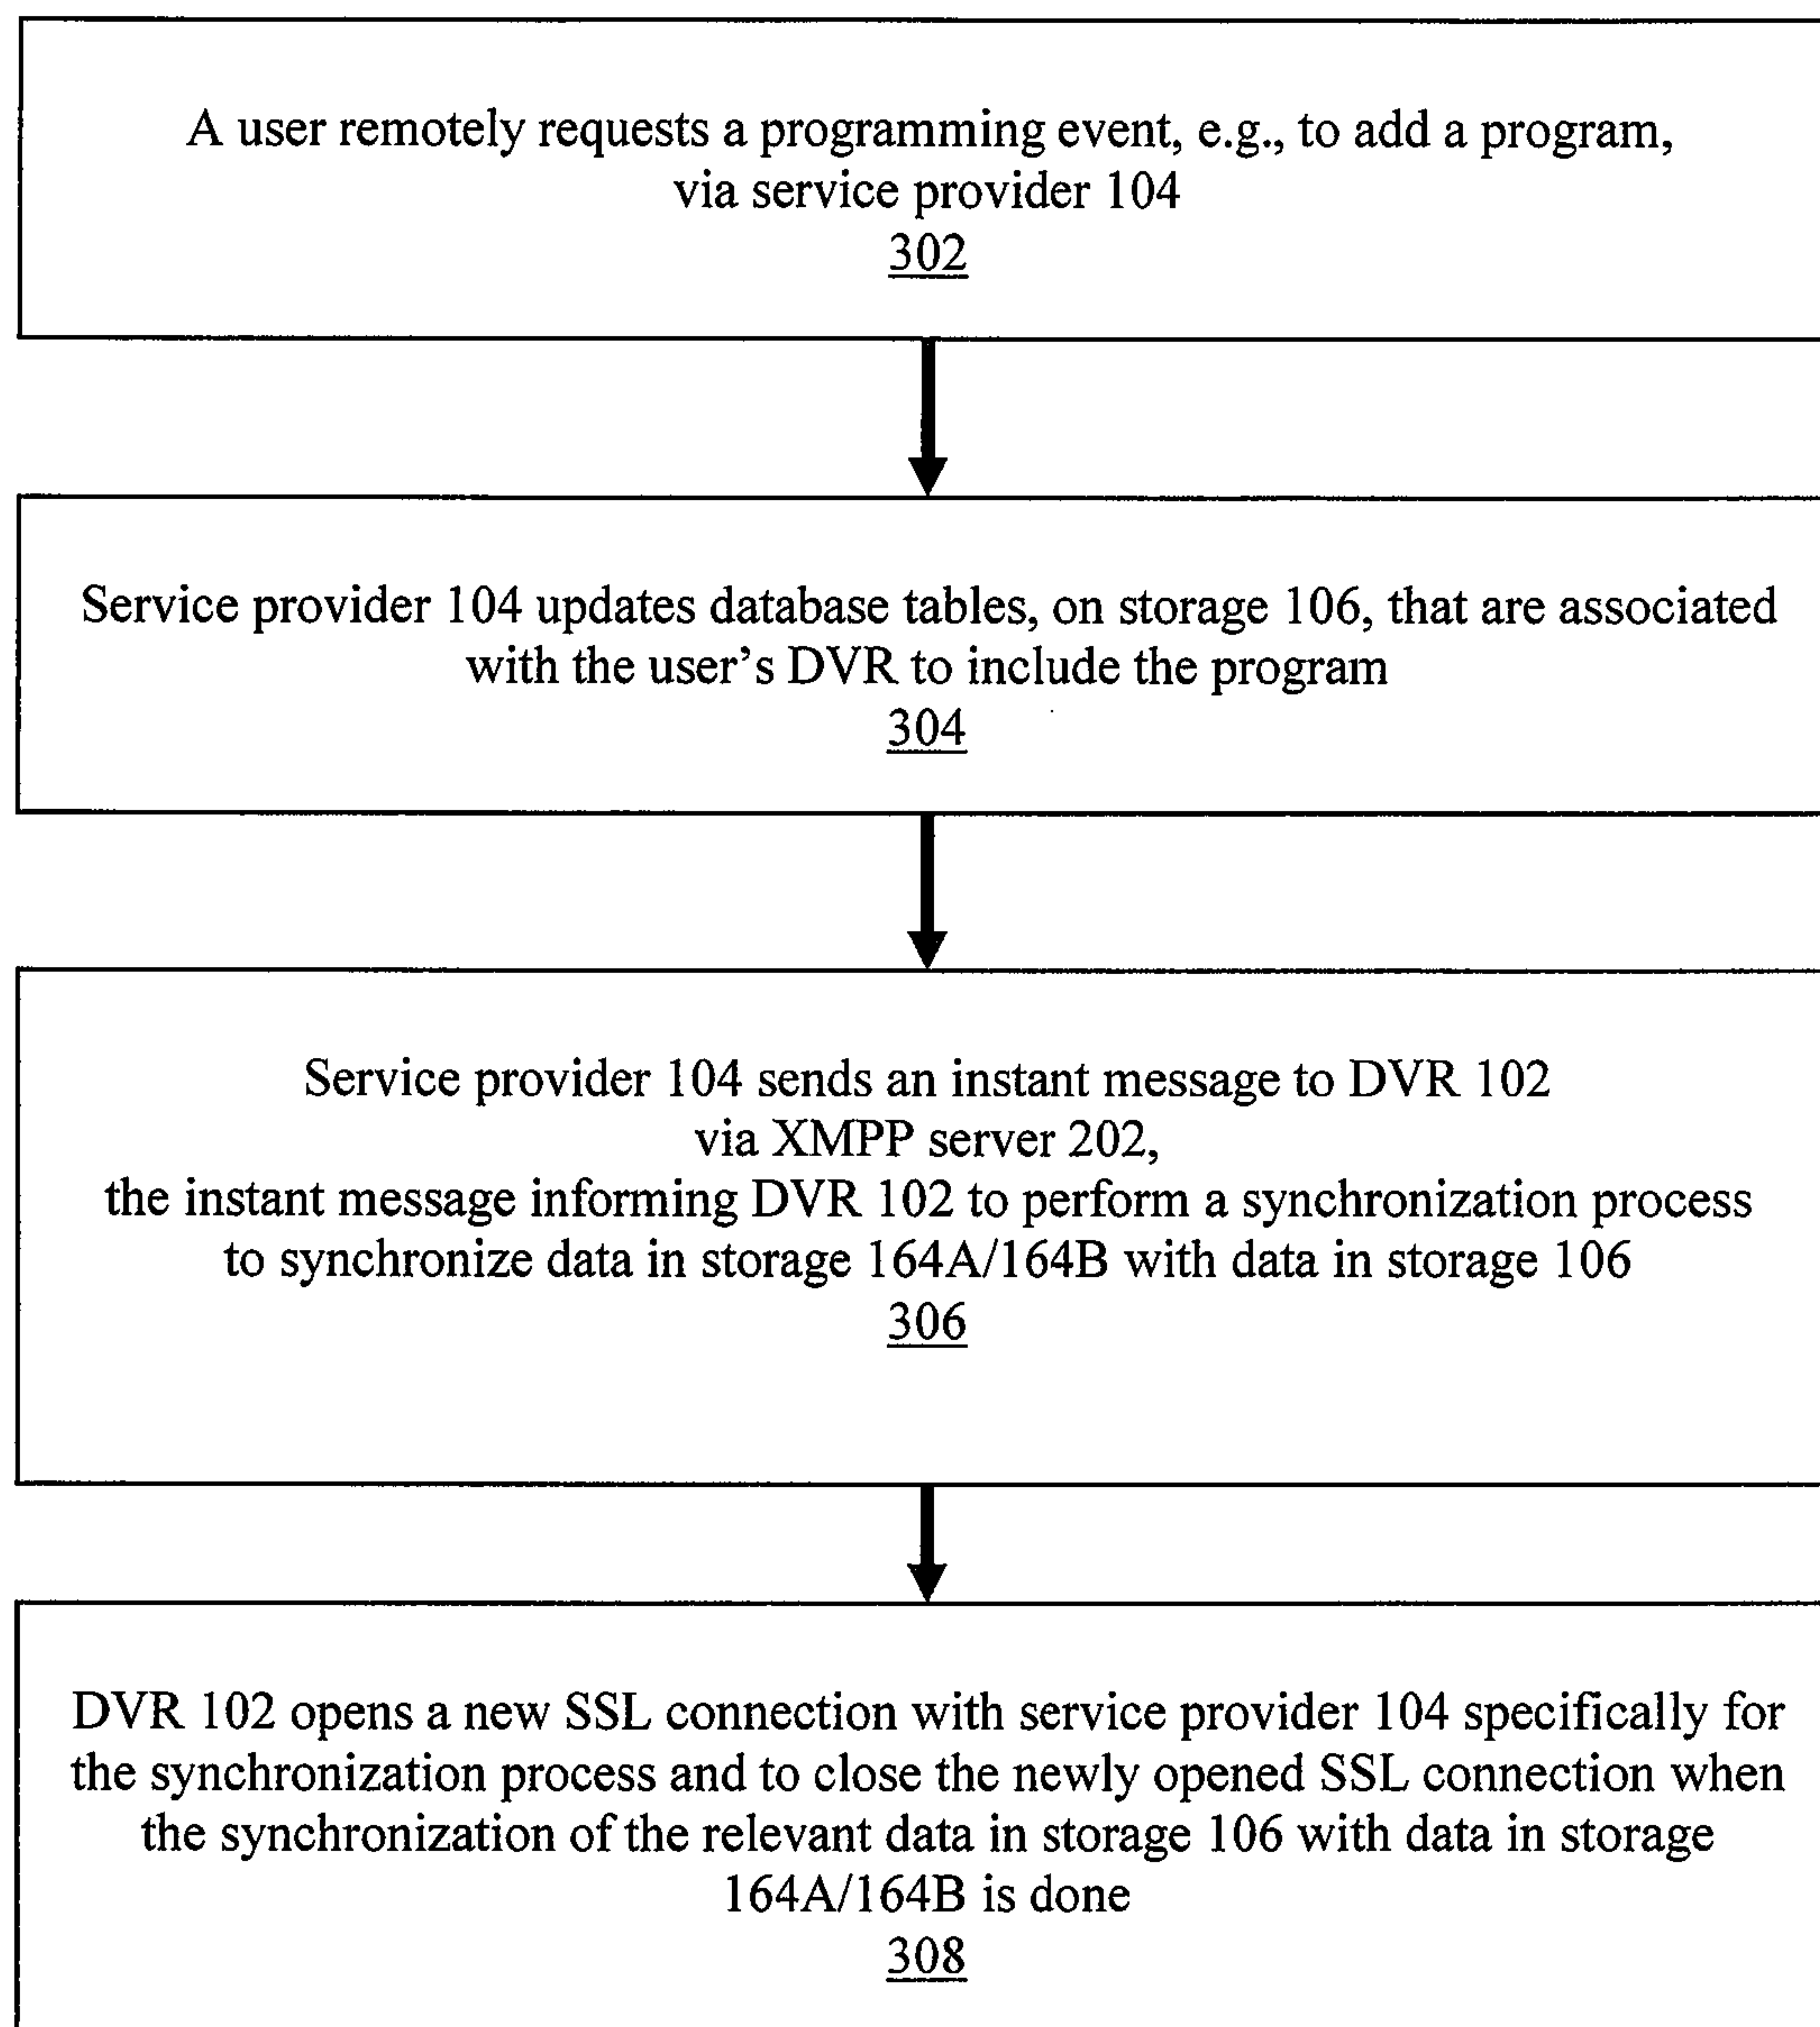 A user remotely requests a programming event, e.g., to add a program,
via service provider 104
302
Service provider 104 updates database tables, on storage 106, that are associated
with the user's DVR to include the program
304
Service provider 104 sends an instant message to DVR 102
via XMPP server 202,
the instant message informing DVR 102 to perform a synchronization process
to synchronize data in storage 164A/164B with data in storage 106
306
DVR 102 opens a new SSL connection with service provider 104 specifically for
the synchronization process and to close the newly opened SSL connection when
the synchronization of the relevant data in storage 106 with data in storage
164A/164B is done
308